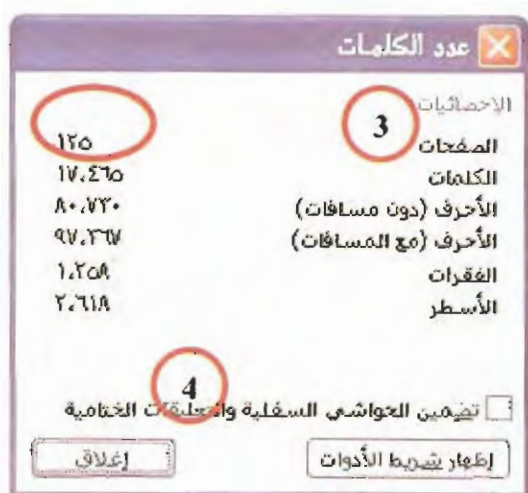 عدد الكلمات
الاحصائيات:
3
الصفحات ١٢٥
الكلمات ١٧,٤٦٥
الأحرف (دون مسافات) ٨٠,٧٣٠
الأحرف (مع المسافات) ٩٧,٣٦٧
الفقرات ١,٢٥٨
الأسطر ٢,٦١٨
4
تضمين الحواشي السفلية والتعليقات الختامية
إظهار شريط الأدوات إغلاق